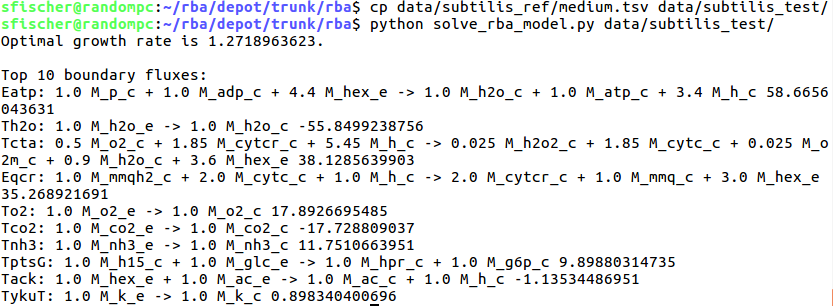 sfischer@randompc:~/rba/depot/trunk/rba$ cp data/subtilis_ref/medium.tsv data/subtilis_test/
sfischer@randompc:~/rba/depot/trunk/rba$ python solve_rba_model.py data/subtilis_test/
Optimal growth rate is 1.2718963623.

Top 10 boundary fluxes:
Eatp: 1.0 M_p_c + 1.0 M_adp_c + 4.4 M_hex_e -> 1.0 M_h2o_c + 1.0 M_atp_c + 3.4 M_h_c 58.6656
043631
Th2o: 1.0 M_h2o_e -> 1.0 M_h2o_c -55.8499238756
Tcta: 0.5 M_o2_c + 1.85 M_cytcr_c + 5.45 M_h_c -> 0.025 M_h2o2_c + 1.85 M_cytc_c + 0.025 M_o
2m_c + 0.9 M_h2o_c + 3.6 M_hex_e 38.1285639903
Eqcr: 1.0 M_mmqh2_c + 2.0 M_cytc_c + 1.0 M_h_c -> 2.0 M_cytcr_c + 1.0 M_mmq_c + 3.0 M_hex_e
35.268921691
To2: 1.0 M_o2_e -> 1.0 M_o2_c 17.8926695485
Tco2: 1.0 M_co2_e -> 1.0 M_co2_c -17.728809037
Tnh3: 1.0 M_nh3_e -> 1.0 M_nh3_c 11.7510663951
TptsG: 1.0 M_h15_c + 1.0 M_glc_e -> 1.0 M_hpr_c + 1.0 M_g6p_c 9.89880314735
Tack: 1.0 M_hex_e + 1.0 M_ac_e -> 1.0 M_ac_c + 1.0 M_h_c -1.13534486951
TykuT: 1.0 M_k_e -> 1.0 M_k_c 0.898340400696